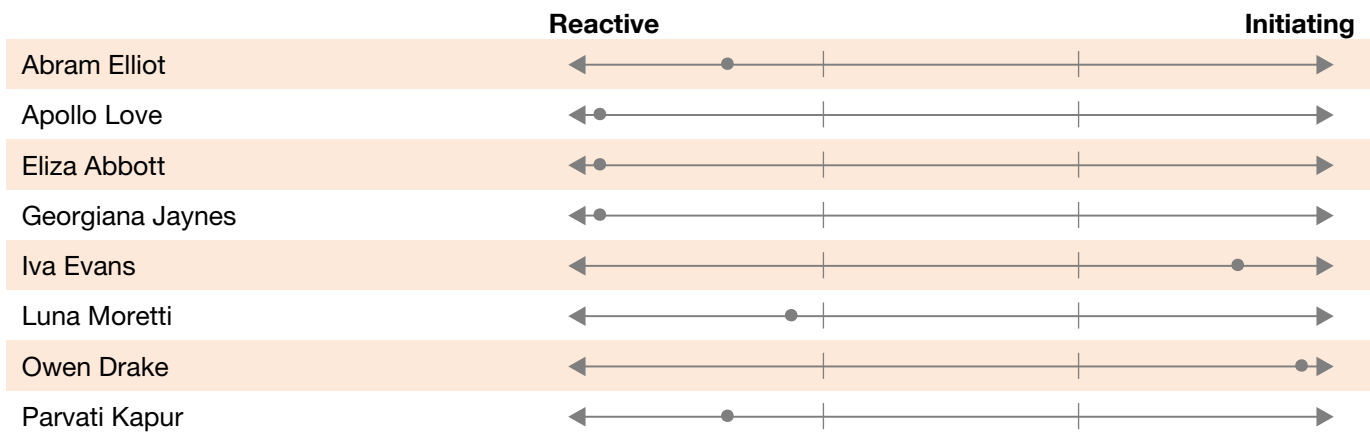 Reactive Initiating
Abram Elliot
Apollo Love
Eliza Abbott
Georgiana Jaynes
Iva Evans
Luna Moretti
Owen Drake
Parvati Kapur